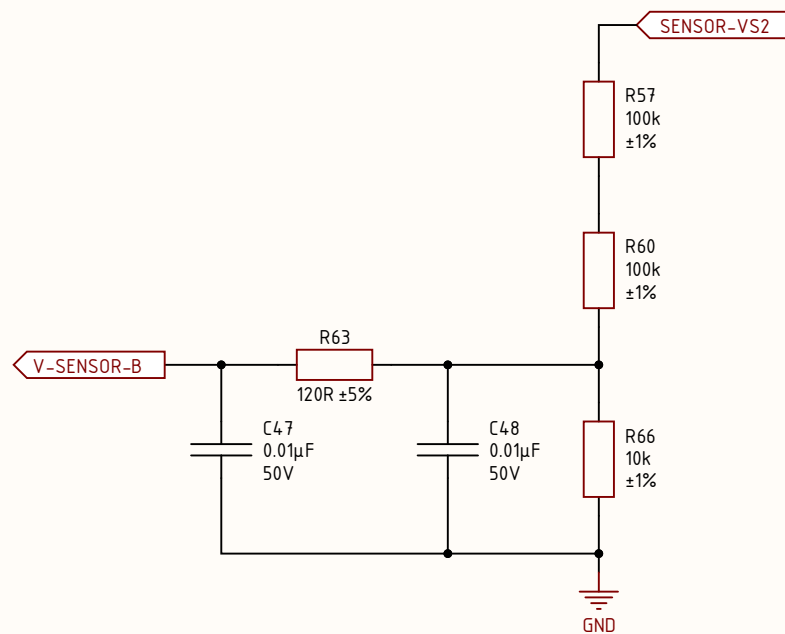 SENSOR-VS2
R57
100k
±1%
R60
100k
±1%
R63
V-SENSOR-B
120R ±5%
C47
0.01µF
50V
C48
0.01µF
50V
R66
10k
±1%
GND